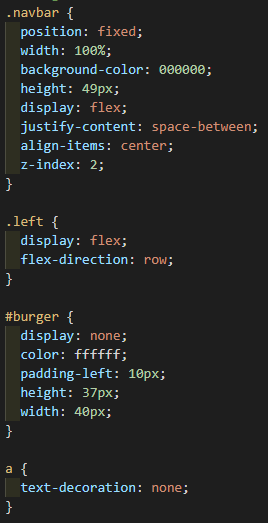 .navbar {
position: fixed;
width: 100%;
background-color: 000000;
height: 49px;
display: flex;
justify-content: space-between;
align-items: center;
z-index: 2;
}
.left {
display: flex;
flex-direction: row;
}
#burger {
display: none;
color: ffffff;
padding-left: 10px;
height: 37px;
width: 40px;
}
a {
text-decoration: none;
}